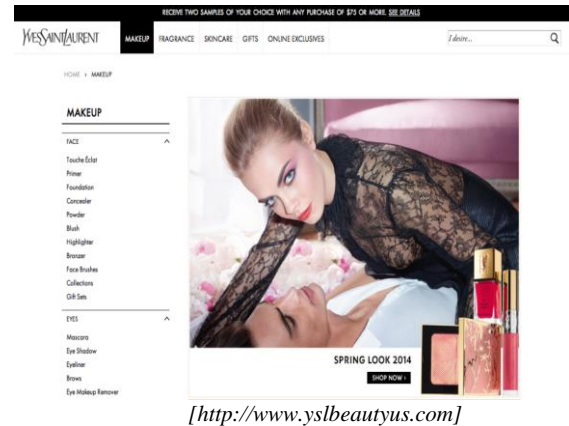 RECEIVE TWO SAMPLES OF YOUR CHOICE WITH ANY PURCHASE OF $75 OR MORE. SEE DETAILS
YVESSAINTLAURENT MAKEUP FRAGRANCE SKINCARE GIFTS ONLINE EXCLUSIVES I desire...
HOME › MAKEUP
MAKEUP
FACE
Touche Éclat
Primer
Foundation
Concealer
Powder
Blush
Highlighter
Bronzer
Face Brushes
Collections
Gift Sets
EYES
Mascara
Eye Shadow
Eyeliner
Brows
Eye Makeup Remover
SPRING LOOK 2014
SHOP NOW ›
[http://www.yslbeautyus.com]